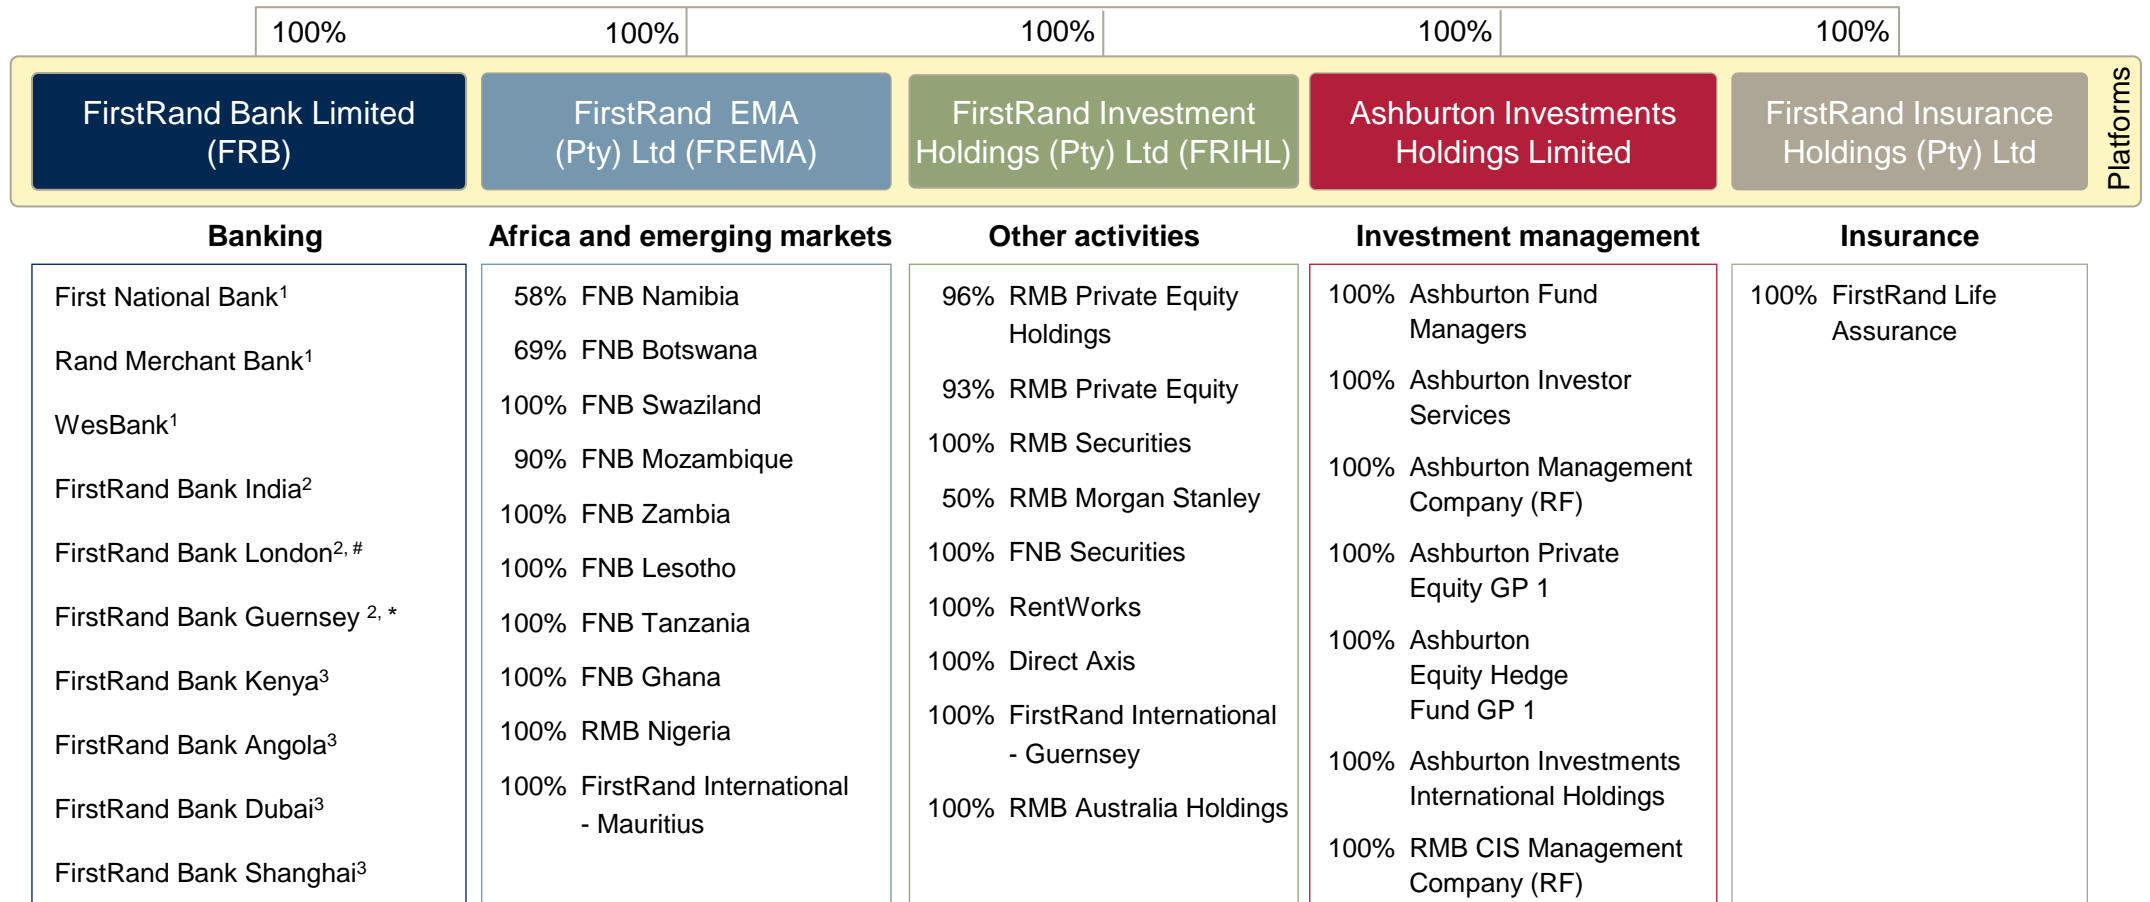 100%
100%
100%
100%
100%
FirstRand Bank Limited
(FRB)
FirstRand EMA
(Pty) Ltd (FREMA)
FirstRand Investment
Holdings (Pty) Ltd (FRIHL)
Ashburton Investments
Holdings Limited
FirstRand Insurance
Holdings (Pty) Ltd
Platforms
Banking
First National Bank¹
Rand Merchant Bank¹
WesBank¹
FirstRand Bank India²
FirstRand Bank London²˒ #
FirstRand Bank Guernsey ²˒ *
FirstRand Bank Kenya³
FirstRand Bank Angola³
FirstRand Bank Dubai³
FirstRand Bank Shanghai³
Africa and emerging markets
58% FNB Namibia
69% FNB Botswana
100% FNB Swaziland
90% FNB Mozambique
100% FNB Zambia
100% FNB Lesotho
100% FNB Tanzania
100% FNB Ghana
100% RMB Nigeria
100% FirstRand International
- Mauritius
Other activities
96% RMB Private Equity
Holdings
93% RMB Private Equity
100% RMB Securities
50% RMB Morgan Stanley
100% FNB Securities
100% RentWorks
100% Direct Axis
100% FirstRand International
- Guernsey
100% RMB Australia Holdings
Investment management
100% Ashburton Fund
Managers
100% Ashburton Investor
Services
100% Ashburton Management
Company (RF)
100% Ashburton Private
Equity GP 1
100% Ashburton
Equity Hedge
Fund GP 1
100% Ashburton Investments
International Holdings
100% RMB CIS Management
Company (RF)
Insurance
100% FirstRand Life
Assurance